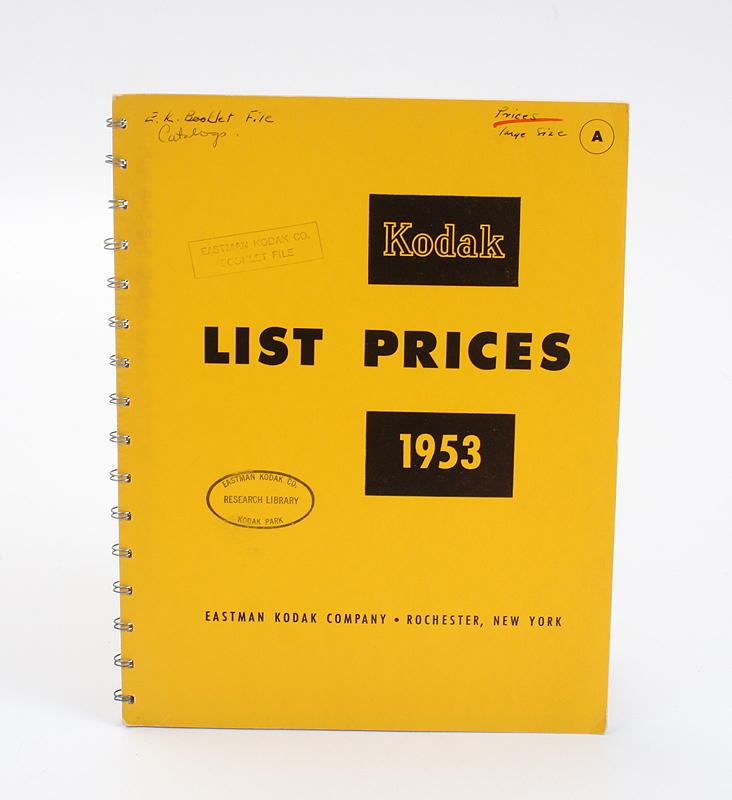 E.K. Booklet File
Catalogs.
Prices
large Size
A
Kodak
EASTMAN KODAK CO.
BOOKLET FILE
LIST PRICES
1953
EASTMAN KODAK CO.
RESEARCH LIBRARY
KODAK PARK
EASTMAN KODAK COMPANY • ROCHESTER, NEW YORK